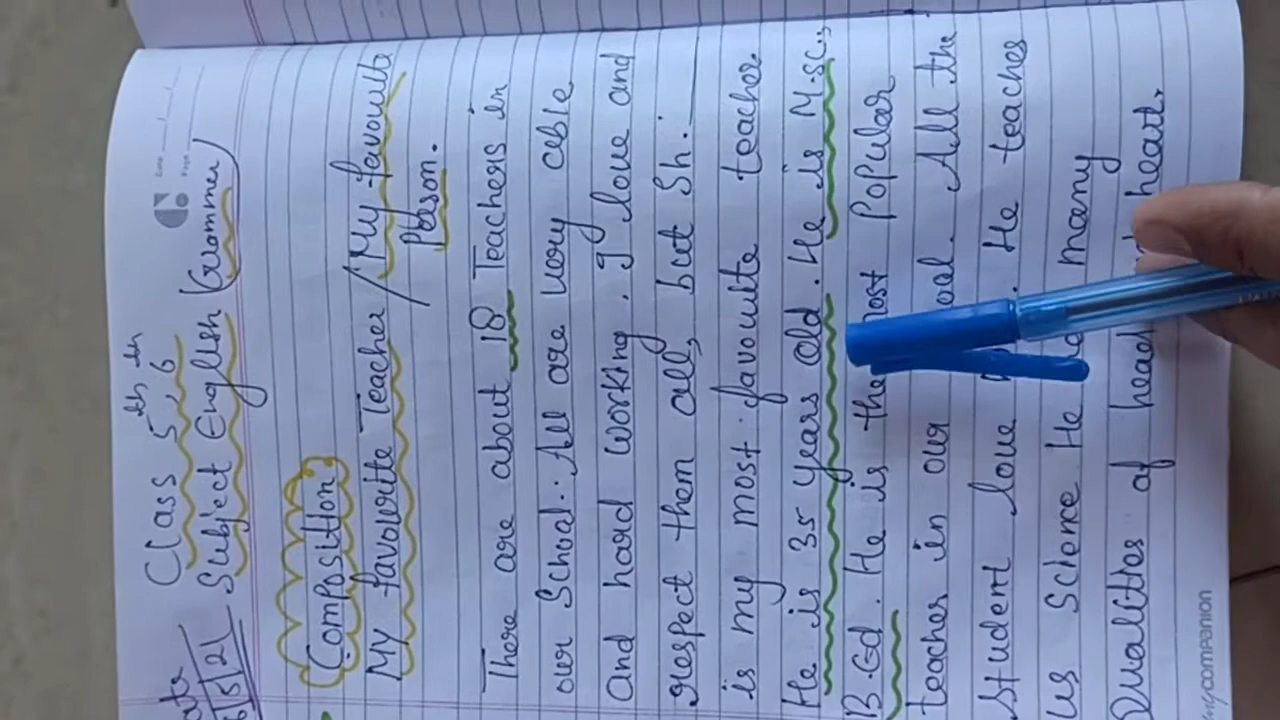 Class 5th, 6th
Subject English (Grammer)
Composition
My favourite Teacher / My favourite
Person.
There are about 18 Teachers in
our School. All are very able
and hard working. I love and
respect them all, but Sh.
is my most favourite teacher.
He is 35 years old. He is M.sc.,
B.Ed. He is the most Popular
teacher in our All the
Student love He teaches
us Science He many
Qualities of head heart.
mycompanion